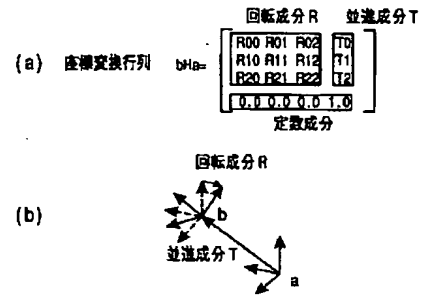 回転成分R 並進成分T
(a) 座標変換行列 bHa=
R00 R01 R02 T0
R10 R11 R12 T1
R20 R21 R22 T2
0.0 0.0 0.0 1.0
定数成分
回転成分R
(b)
b
並進成分T
a